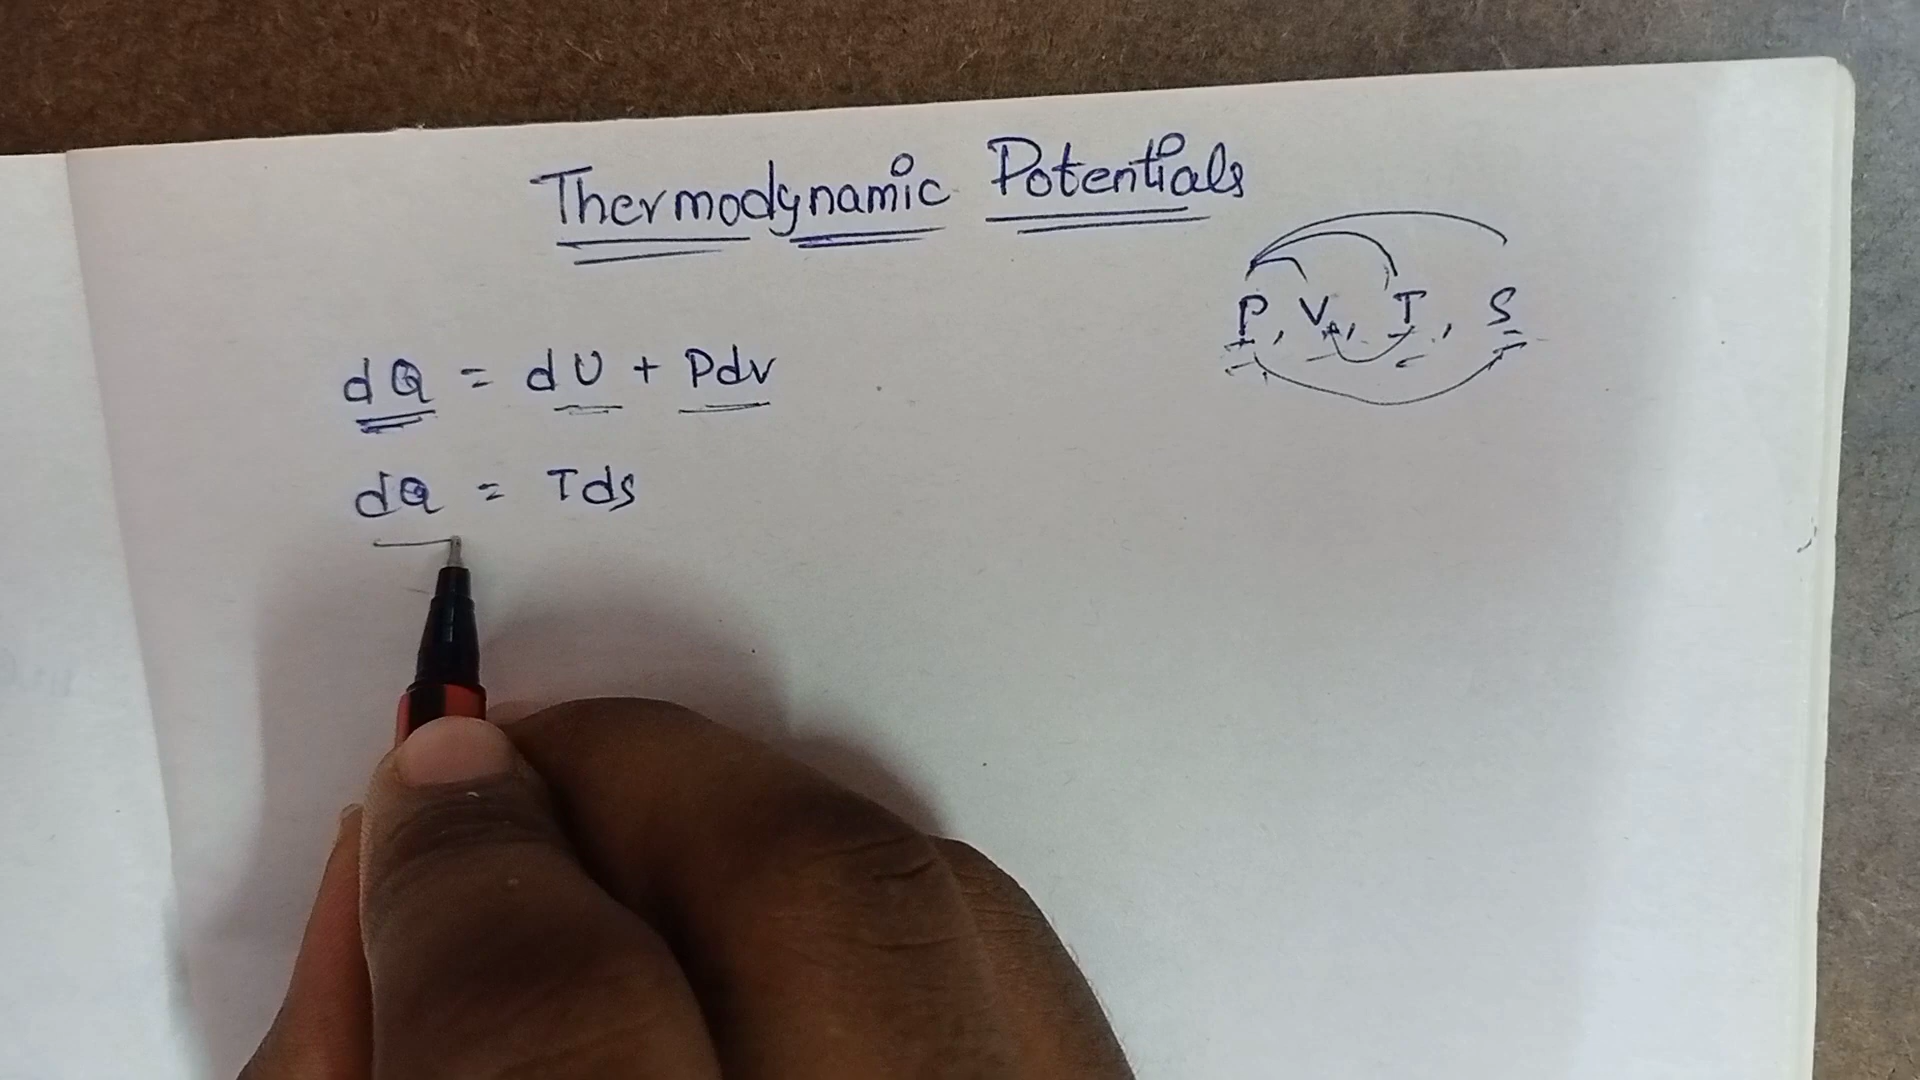 Thermodynamic Potentials
P, V, T, S
dQ = dU + Pdv
dQ = Tds